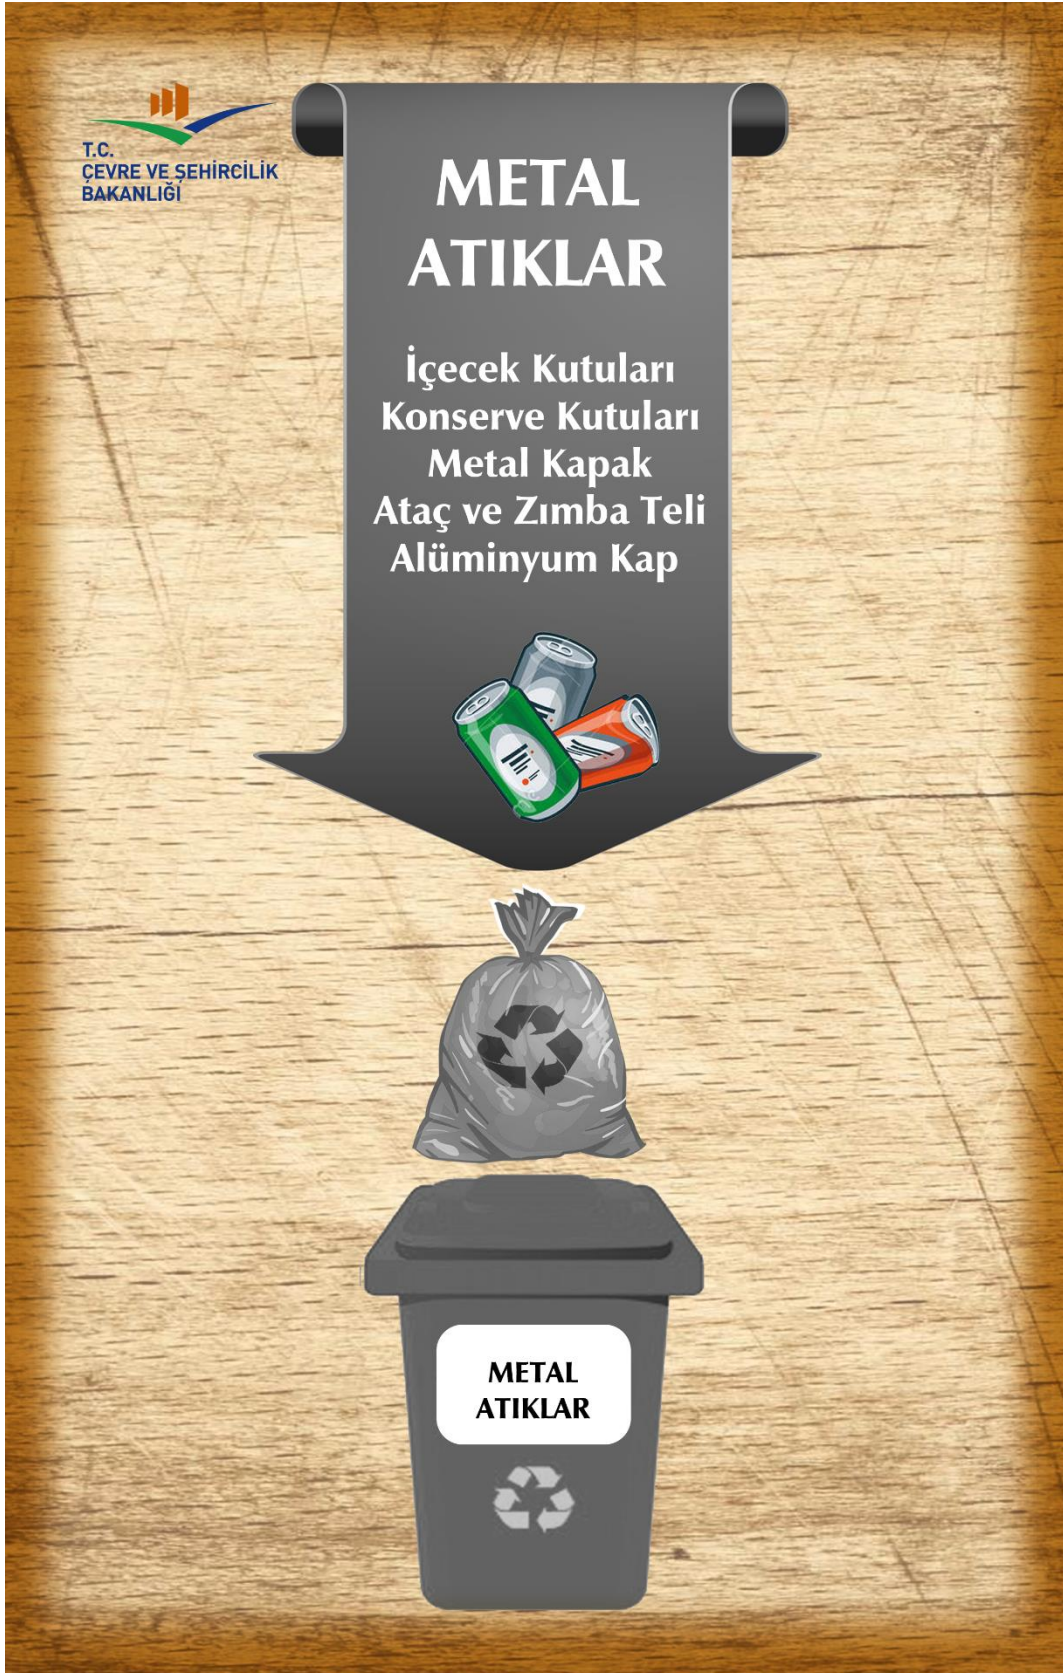 T.C.
ÇEVRE VE ŞEHİRCİLİK
BAKANLIĞI
METAL
ATIKLAR
İçecek Kutuları
Konserve Kutuları
Metal Kapak
Ataç ve Zımba Teli
Alüminyum Kap
METAL
ATIKLAR